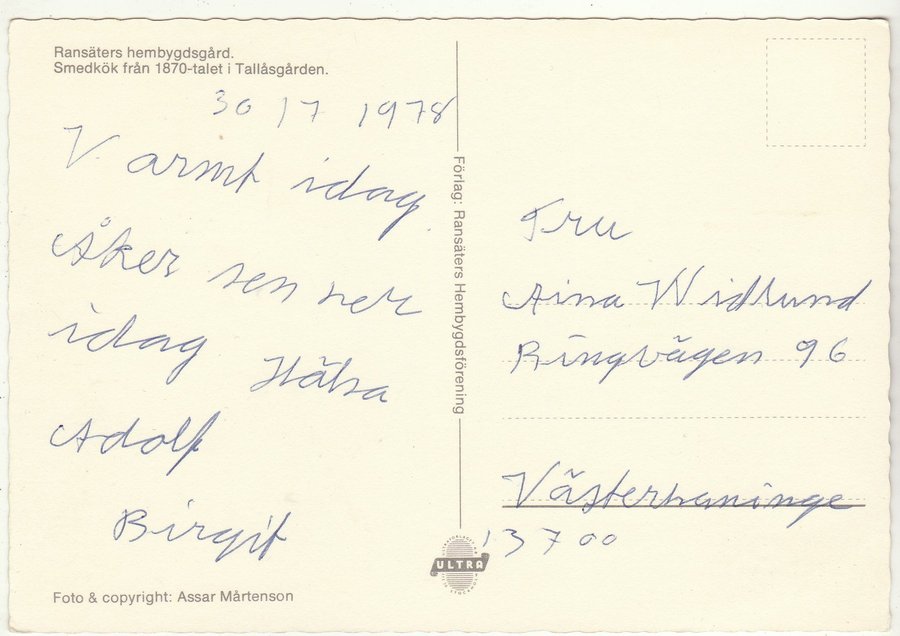 Ransäters hembygdsgård.
Smedkök från 1870-talet i Tallåsgården.
30 17 1978
Varmt idag.
Åker sen ner
idag Hälsa
Adolf
Birgit
Foto & copyright: Assar Mårtenson
Förlag: Ransäters Hembygdsförening
ULTRA
Fru
Aina Widlund
Ringvägen 96
Västerhaninge
13700